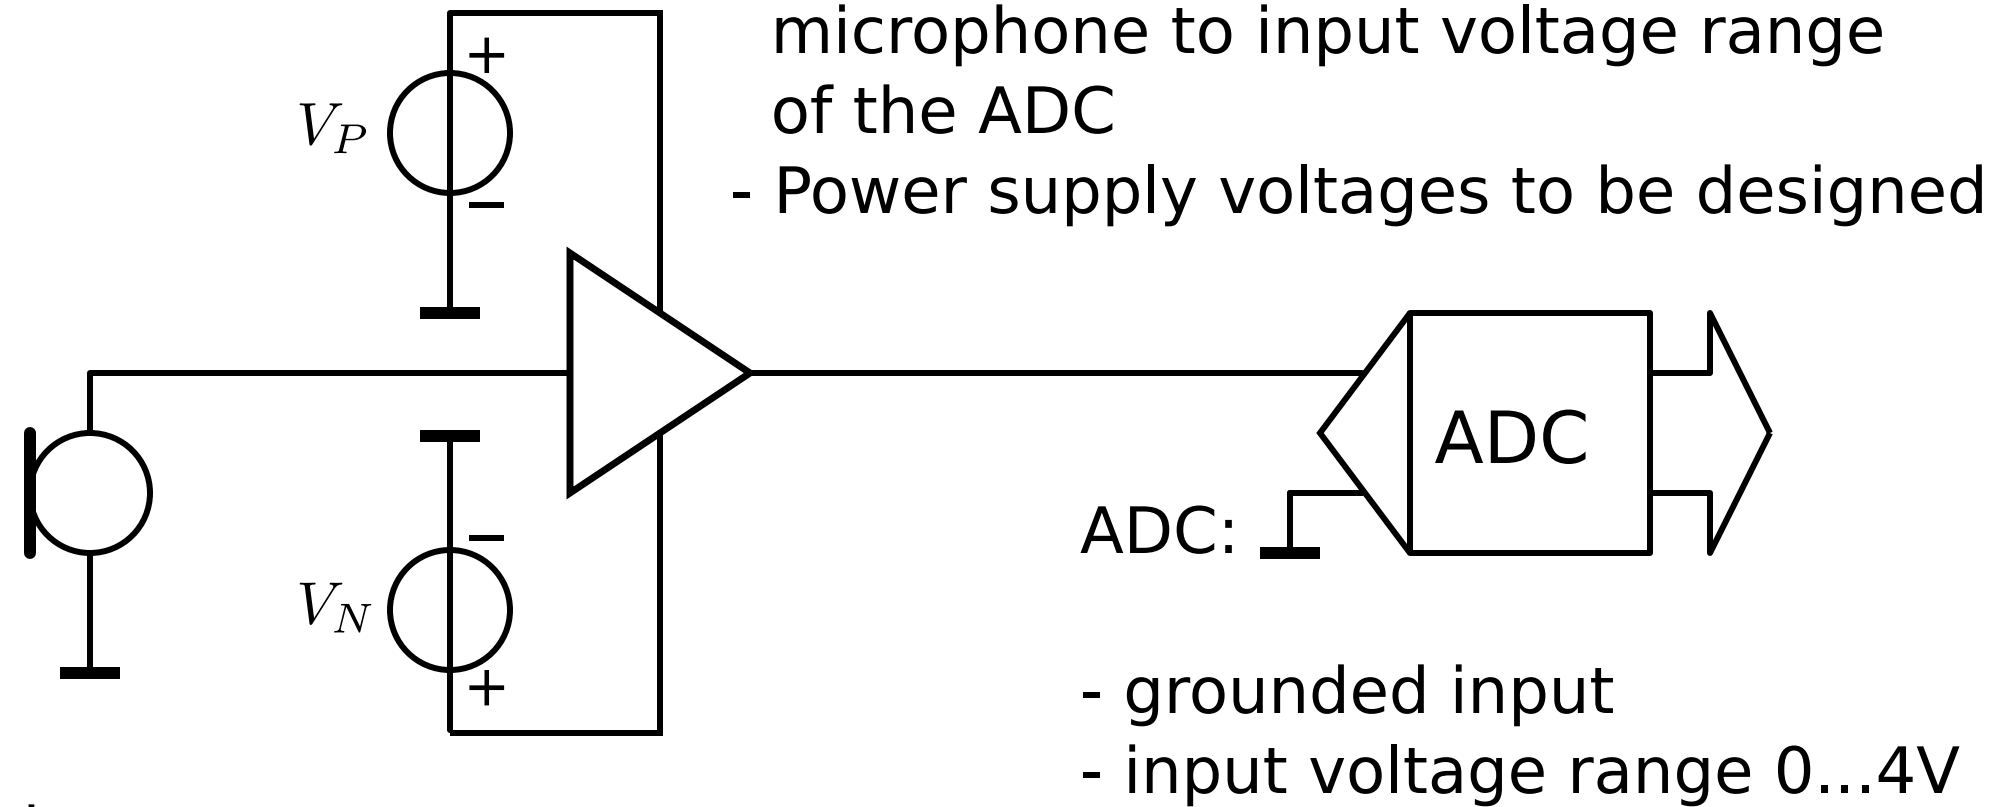 microphone to input voltage range
of the ADC
- Power supply voltages to be designed
+
V_P
−
ADC
ADC:
−
V_N
+
- grounded input
- input voltage range 0...4V